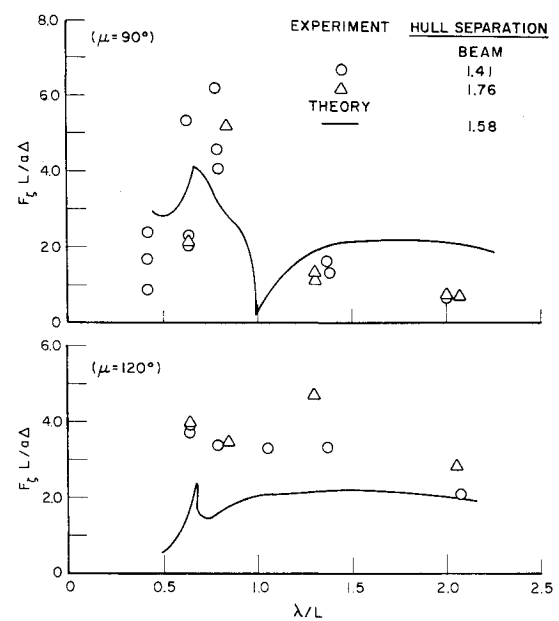 EXPERIMENT HULL SEPARATION
BEAM
1.41
1.76
THEORY
1.58
(μ=90°)
8.0
6.0
4.0
2.0
0
FζL/aΔ
(μ=120°)
6.0
4.0
2.0
0
FζL/aΔ
0 0.5 1.0 1.5 2.0 2.5
λ/L